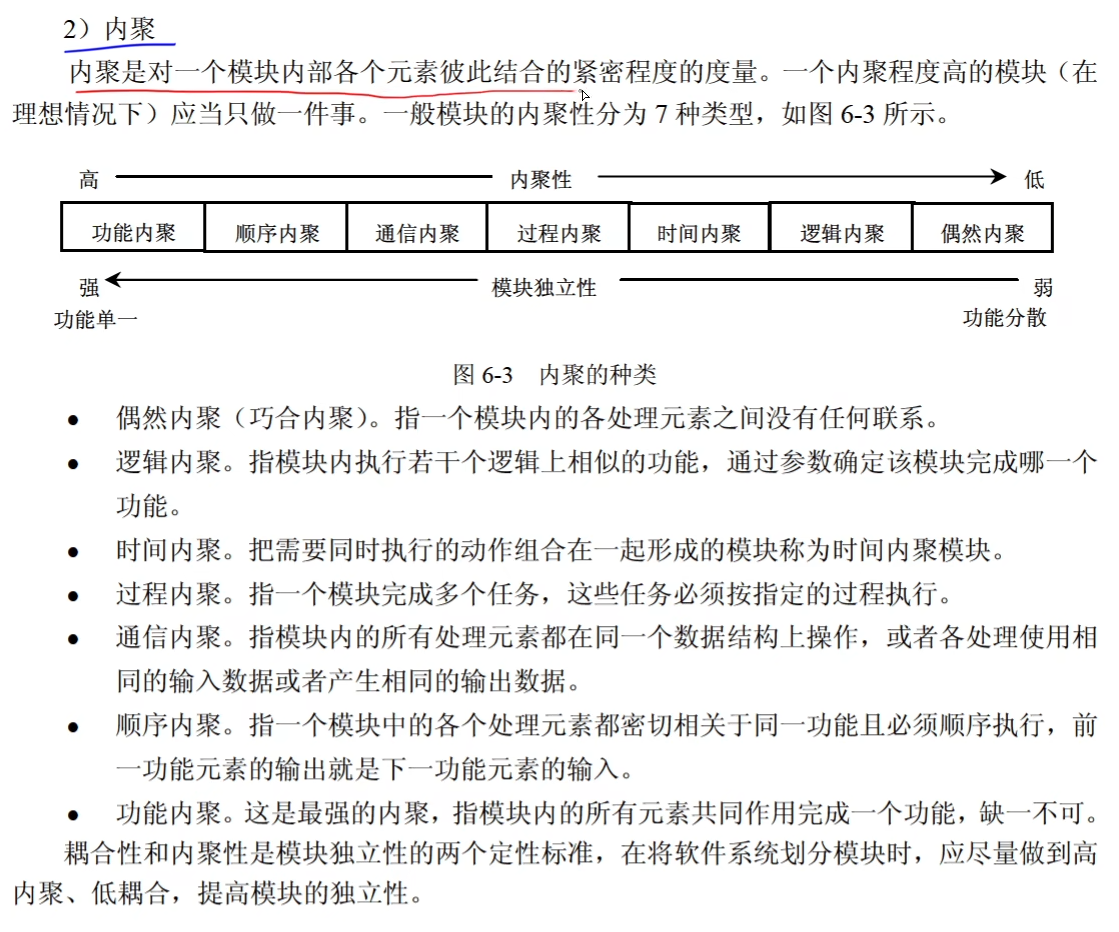 2）内聚
内聚是对一个模块内部各个元素彼此结合的紧密程度的度量。一个内聚程度高的模块（在
理想情况下）应当只做一件事。一般模块的内聚性分为 7 种类型，如图 6-3 所示。
高 内聚性 低
功能内聚 顺序内聚 通信内聚 过程内聚 时间内聚 逻辑内聚 偶然内聚
强 模块独立性 弱
功能单一 功能分散
图 6-3 内聚的种类
● 偶然内聚（巧合内聚）。指一个模块内的各处理元素之间没有任何联系。
● 逻辑内聚。指模块内执行若干个逻辑上相似的功能，通过参数确定该模块完成哪一个
功能。
● 时间内聚。把需要同时执行的动作组合在一起形成的模块称为时间内聚模块。
● 过程内聚。指一个模块完成多个任务，这些任务必须按指定的过程执行。
● 通信内聚。指模块内的所有处理元素都在同一个数据结构上操作，或者各处理使用相
同的输入数据或者产生相同的输出数据。
● 顺序内聚。指一个模块中的各个处理元素都密切相关于同一功能且必须顺序执行，前
一功能元素的输出就是下一功能元素的输入。
● 功能内聚。这是最强的内聚，指模块内的所有元素共同作用完成一个功能，缺一不可。
耦合性和内聚性是模块独立性的两个定性标准，在将软件系统划分模块时，应尽量做到高
内聚、低耦合，提高模块的独立性。